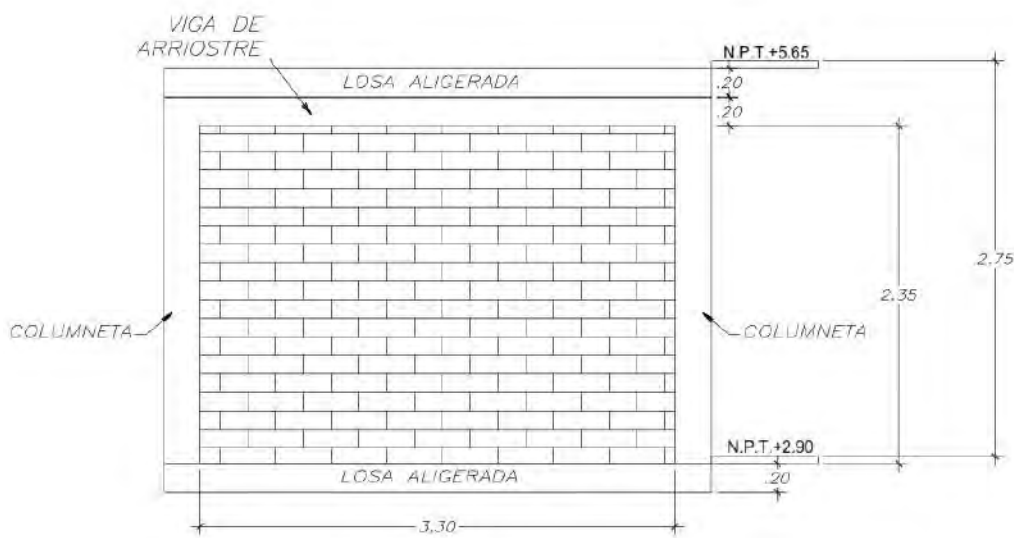 VIGA DE
ARRIOSTRE
N.P.T.+5.65
LOSA ALIGERADA
.20
.20
2.75
2.35
COLUMNETA
COLUMNETA
N.P.T.+2.90
LOSA ALIGERADA
.20
3.30